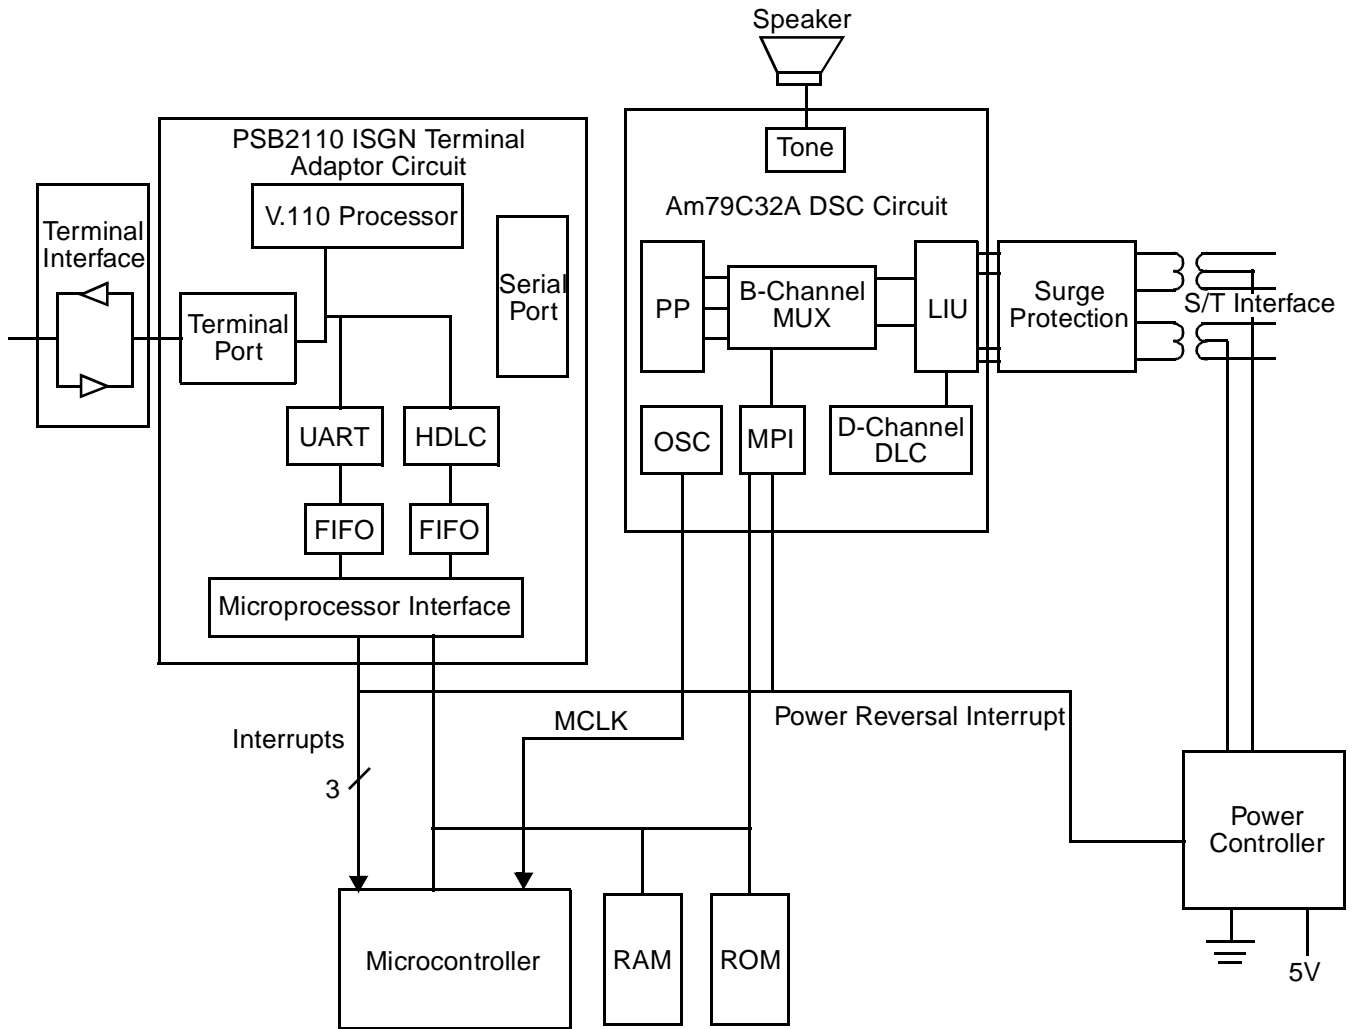 Speaker
PSB2110 ISGN Terminal
Adaptor Circuit
Tone
V.110 Processor
Am79C32A DSC Circuit
Terminal
Interface
Serial
Port
Terminal
Port
PP
B-Channel
MUX
LIU
Surge
Protection
S/T Interface
UART
HDLC
OSC
MPI
D-Channel
DLC
FIFO
FIFO
Microprocessor Interface
Interrupts
3
MCLK
Power Reversal Interrupt
Power
Controller
Microcontroller
RAM
ROM
5V